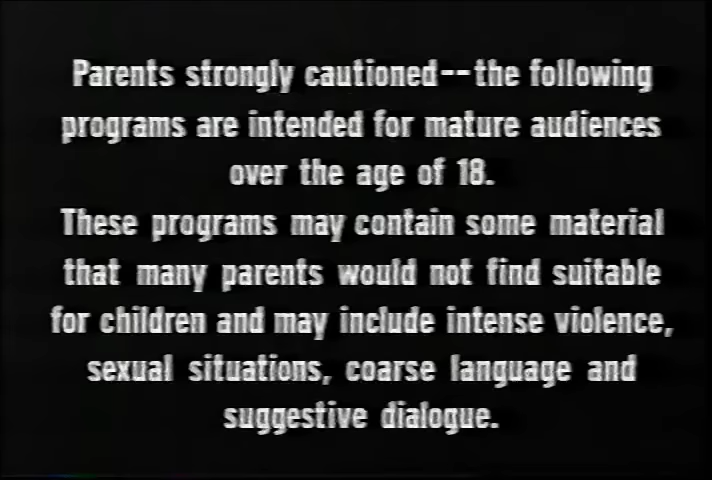 Parents strongly cautioned--the following
programs are intended for mature audiences
over the age of 18.
These programs may contain some material
that many parents would not find suitable
for children and may include intense violence,
sexual situations, coarse language and
suggestive dialogue.